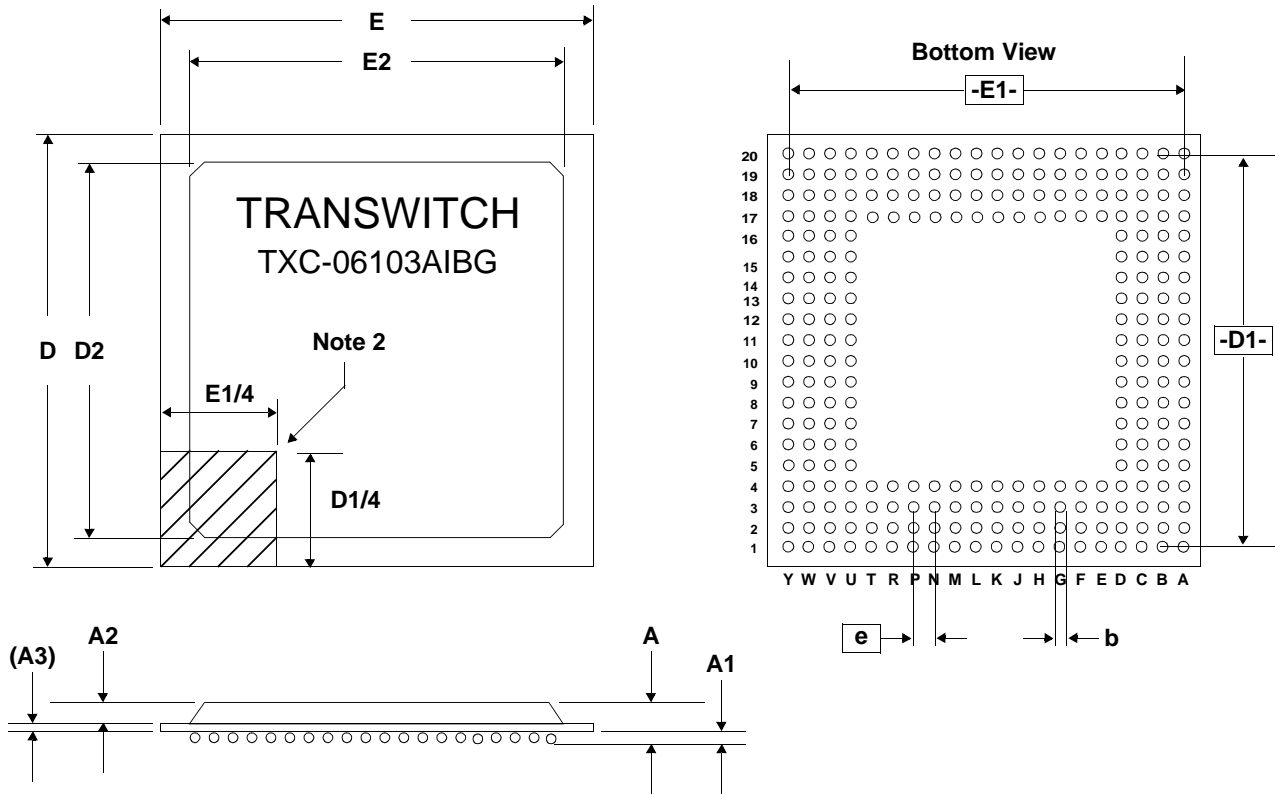 E
E2
Bottom View
-E1-
TRANSWITCH
TXC-06103AIBG
D
D2
Note 2
E1/4
D1/4
20
19
18
17
16
15
14
13
12
11
10
9
8
7
6
5
4
3
2
1
-D1-
Y W V U T R P N M L K J H G F E D C B A
e
b
(A3)
A2
A
A1